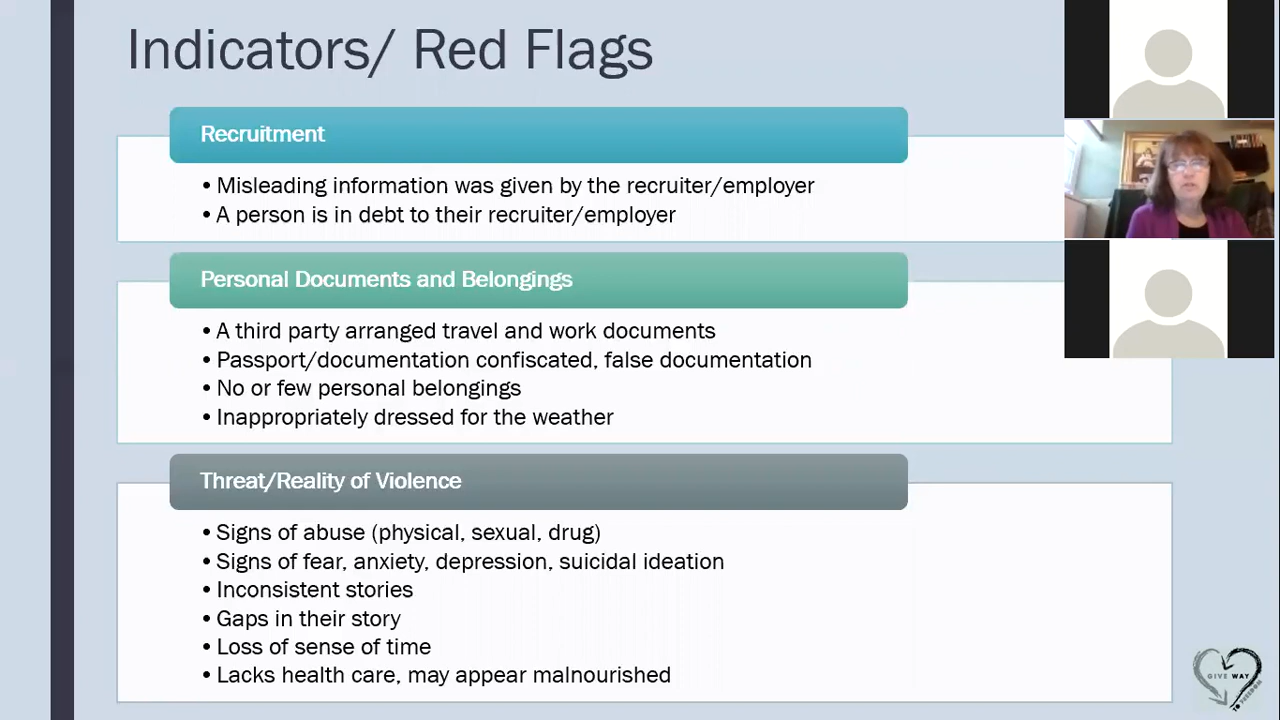 Indicators/ Red Flags
Recruitment
• Misleading information was given by the recruiter/employer
• A person is in debt to their recruiter/employer
Personal Documents and Belongings
• A third party arranged travel and work documents
• Passport/documentation confiscated, false documentation
• No or few personal belongings
• Inappropriately dressed for the weather
Threat/Reality of Violence
• Signs of abuse (physical, sexual, drug)
• Signs of fear, anxiety, depression, suicidal ideation
• Inconsistent stories
• Gaps in their story
• Loss of sense of time
• Lacks health care, may appear malnourished
GIVE WAY
TO FREEDOM